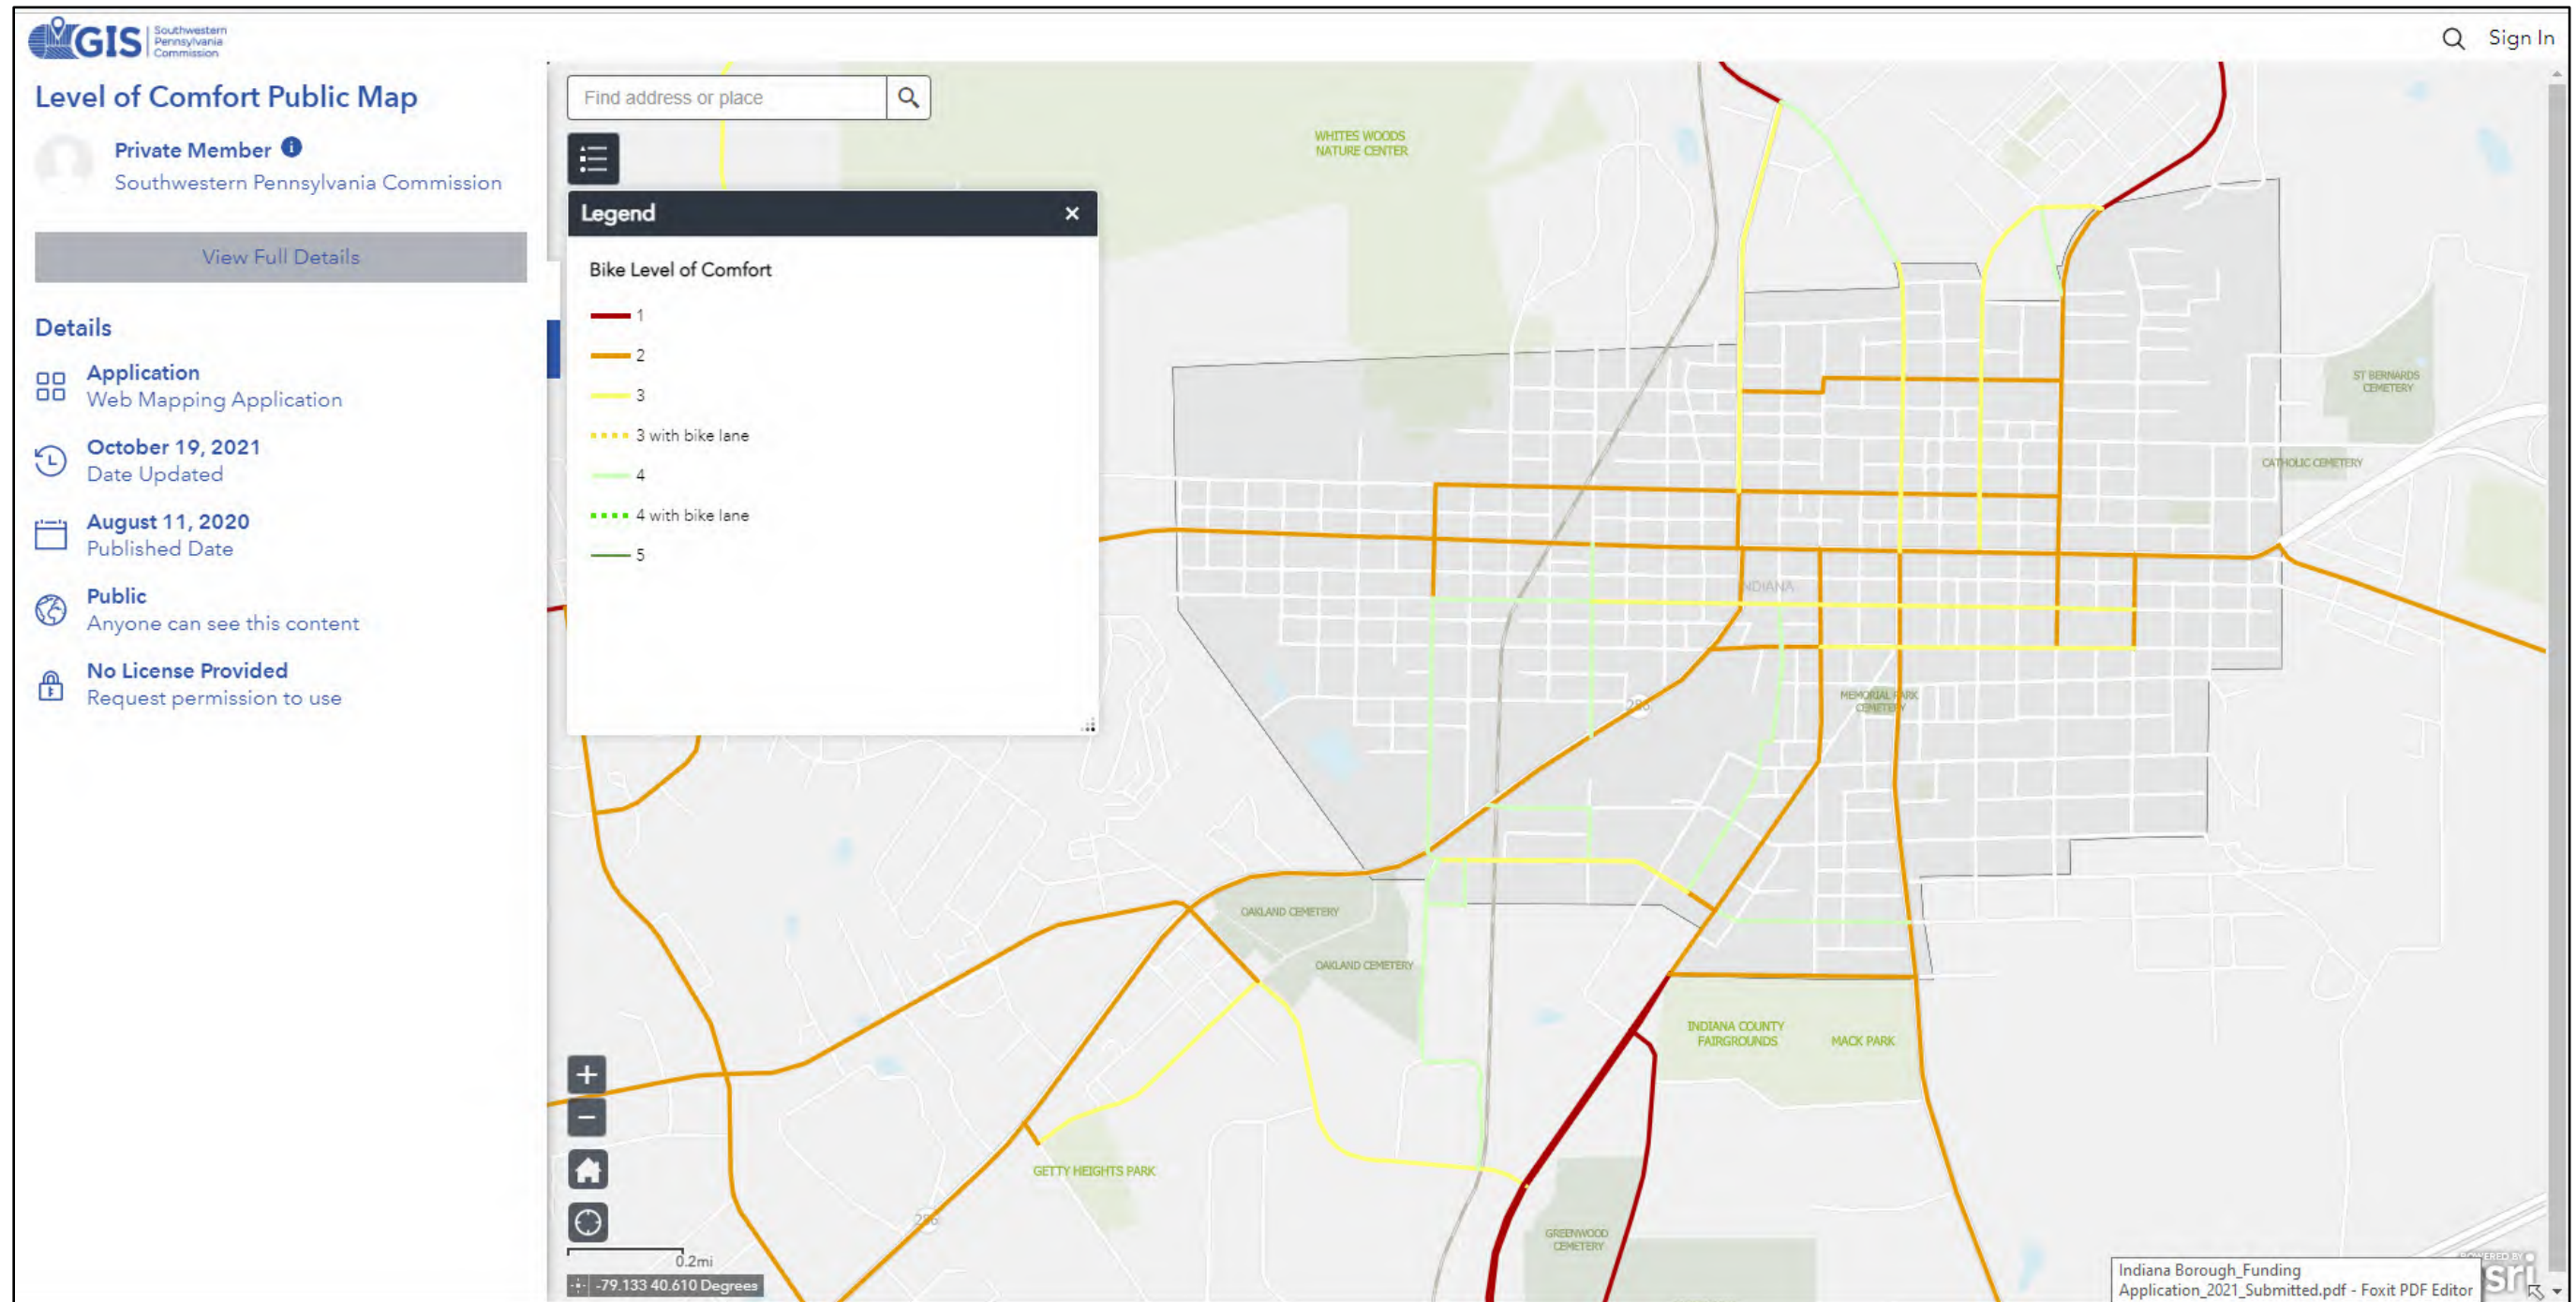 GIS
Southwestern
Pennsylvania
Commission
Sign In
Level of Comfort Public Map
Private Member
Southwestern Pennsylvania Commission
View Full Details
Details
Application
Web Mapping Application
October 19, 2021
Date Updated
August 11, 2020
Published Date
Public
Anyone can see this content
No License Provided
Request permission to use
Find address or place
Legend
Bike Level of Comfort
1
2
3
3 with bike lane
4
4 with bike lane
5
WHITES WOODS
NATURE CENTER
ST BERNARDS
CEMETERY
CATHOLIC CEMETERY
INDIANA
MEMORIAL PARK
CEMETERY
286
OAKLAND CEMETERY
OAKLAND CEMETERY
INDIANA COUNTY
FAIRGROUNDS
MACK PARK
GETTY HEIGHTS PARK
286
GREENWOOD
CEMETERY
0.2mi
-79.133 40.610 Degrees
POWERED BY
esri
Indiana Borough_Funding
Application_2021_Submitted.pdf - Foxit PDF Editor